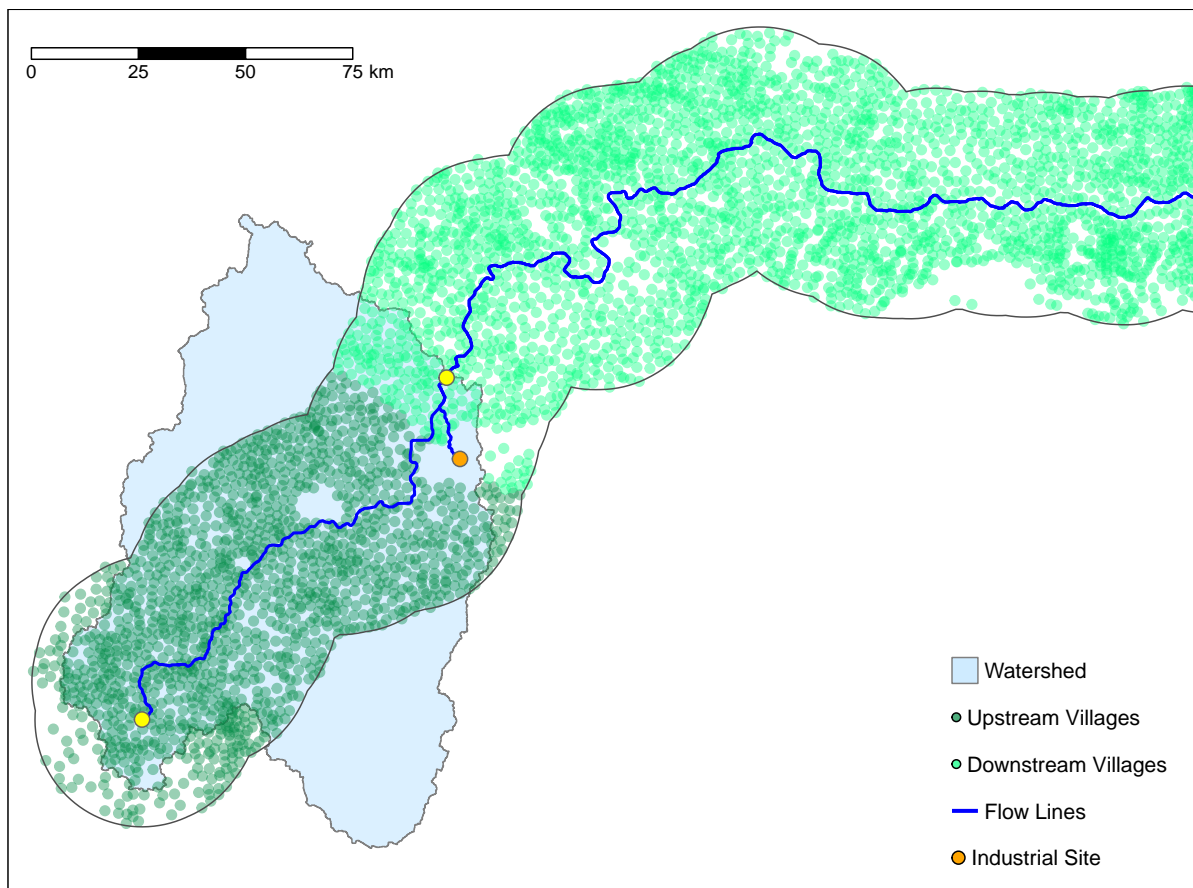 0 25 50 75 km
Watershed
Upstream Villages
Downstream Villages
Flow Lines
Industrial Site